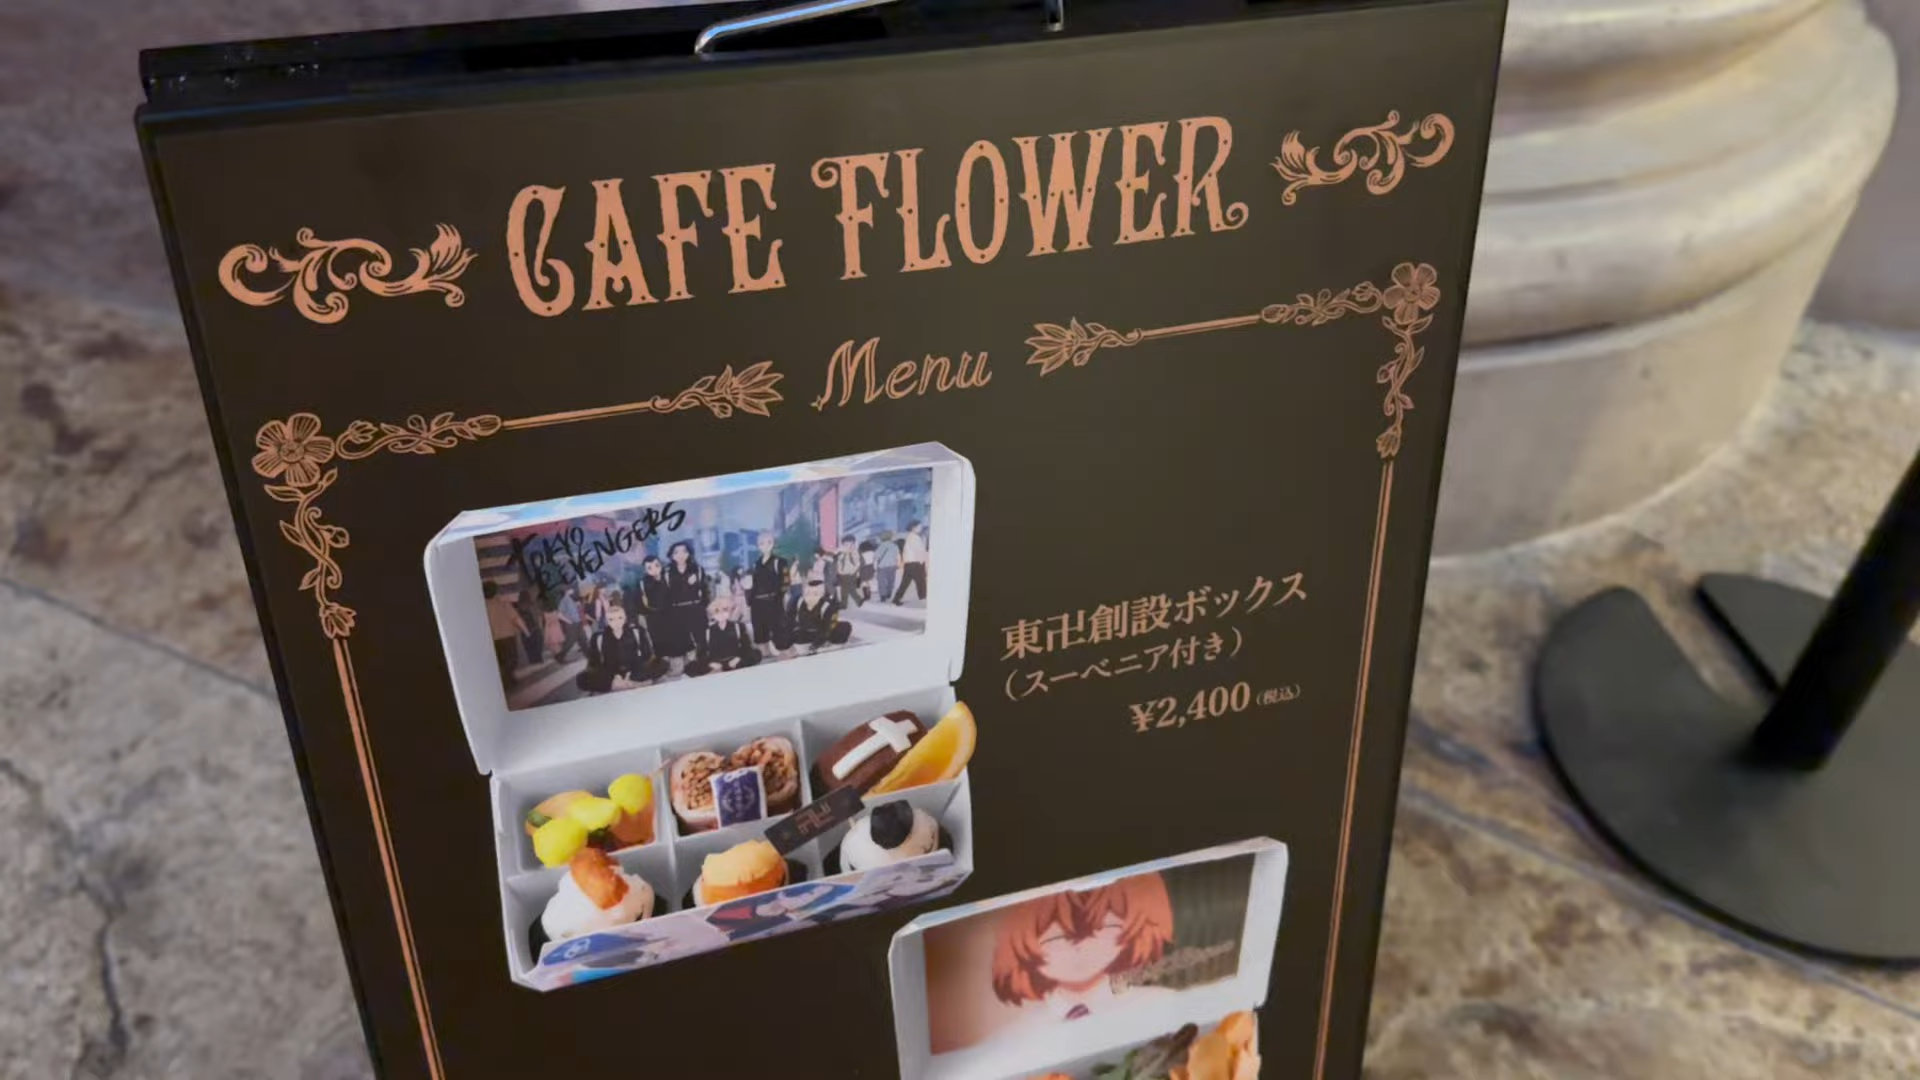 CAFE FLOWER
Menu
TOKYO
REVENGERS
東卍創設ボックス
（スーベニア付き）
¥2,400（税込）